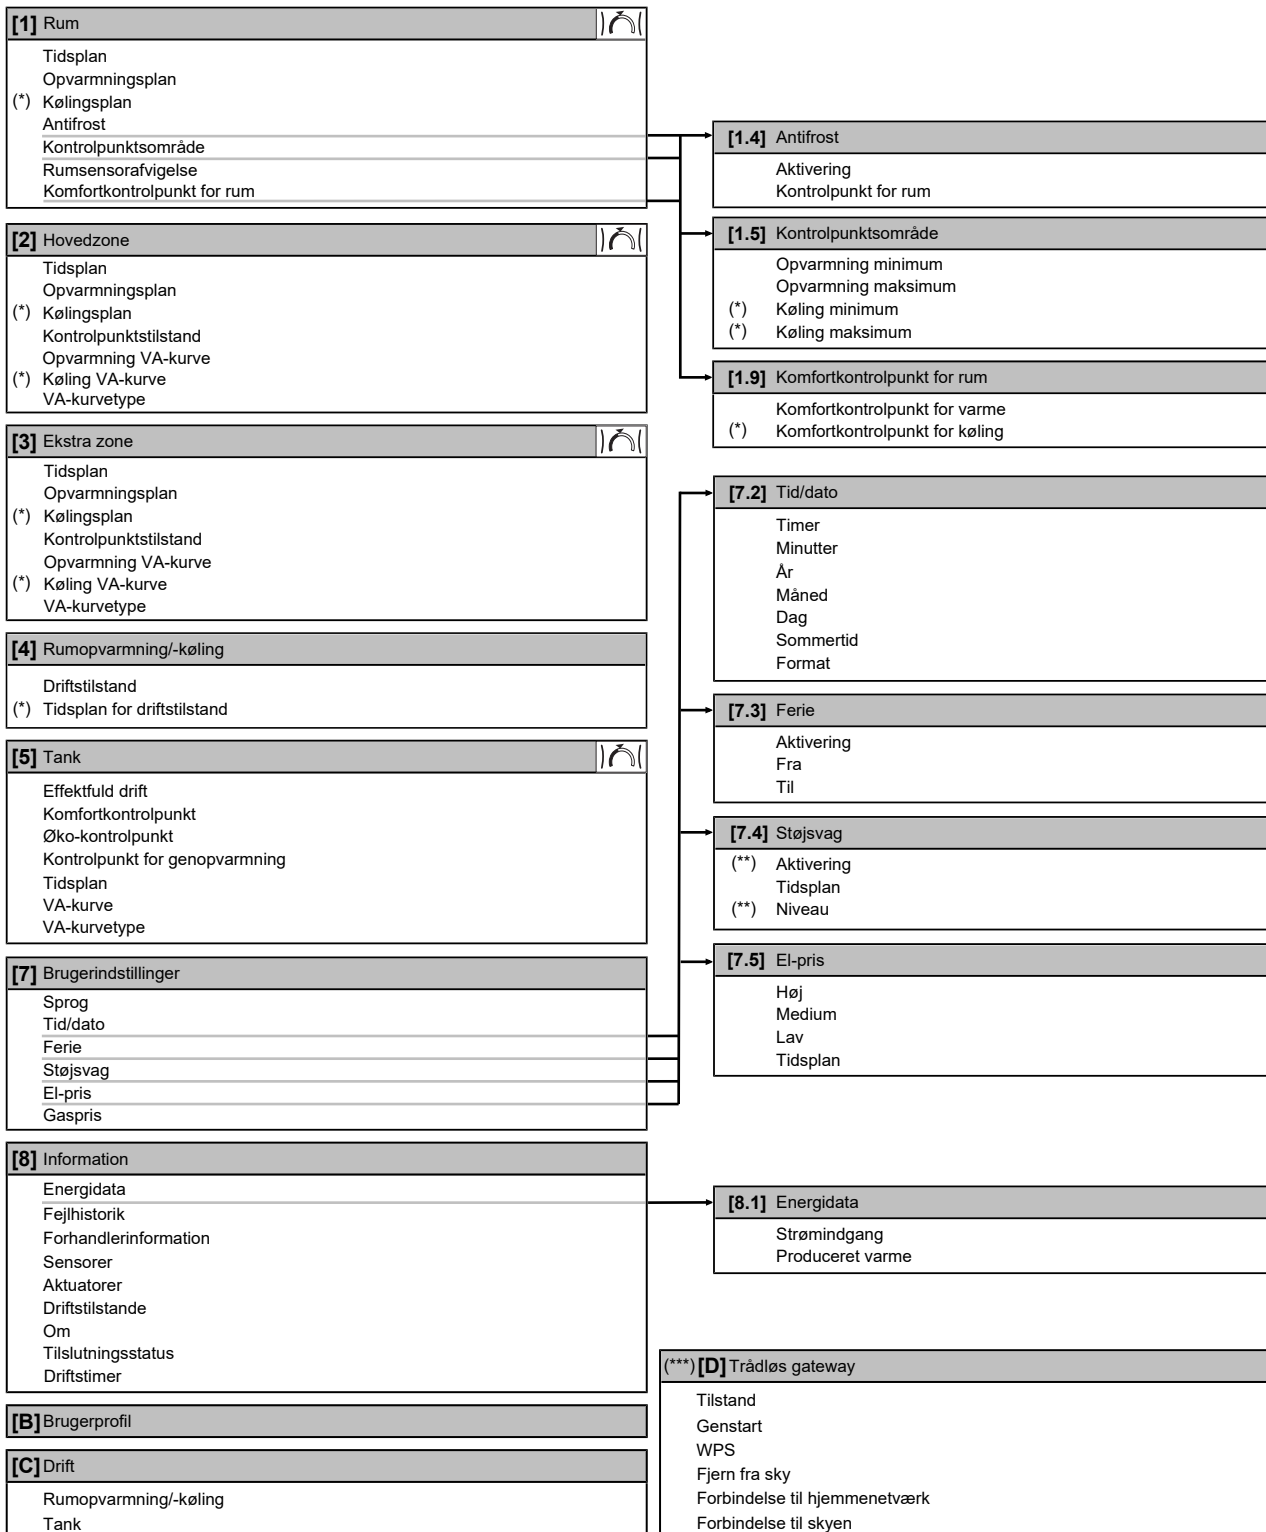 [1] Rum
Tidsplan
Opvarmningsplan
(*) Kølingsplan
Antifrost
Kontrolpunktsområde
Rumsensorafvigelse
Komfortkontrolpunkt for rum
[2] Hovedzone
Tidsplan
Opvarmningsplan
(*) Kølingsplan
Kontrolpunktstilstand
Opvarmning VA-kurve
(*) Køling VA-kurve
VA-kurvetype
[3] Ekstra zone
Tidsplan
Opvarmningsplan
(*) Kølingsplan
Kontrolpunktstilstand
Opvarmning VA-kurve
(*) Køling VA-kurve
VA-kurvetype
[4] Rumopvarmning/-køling
Driftstilstand
(*) Tidsplan for driftstilstand
[5] Tank
Effektfuld drift
Komfortkontrolpunkt
Øko-kontrolpunkt
Kontrolpunkt for genopvarmning
Tidsplan
VA-kurve
VA-kurvetype
[7] Brugerindstillinger
Sprog
Tid/dato
Ferie
Støjsvag
El-pris
Gaspris
[8] Information
Energidata
Fejlhistorik
Forhandlerinformation
Sensorer
Aktuatorer
Driftstilstande
Om
Tilslutningsstatus
Driftstimer
[B] Brugerprofil
[C] Drift
Rumopvarmning/-køling
Tank
[1.4] Antifrost
Aktivering
Kontrolpunkt for rum
[1.5] Kontrolpunktsområde
Opvarmning minimum
Opvarmning maksimum
(*) Køling minimum
(*) Køling maksimum
[1.9] Komfortkontrolpunkt for rum
Komfortkontrolpunkt for varme
(*) Komfortkontrolpunkt for køling
[7.2] Tid/dato
Timer
Minutter
År
Måned
Dag
Sommertid
Format
[7.3] Ferie
Aktivering
Fra
Til
[7.4] Støjsvag
(**) Aktivering
Tidsplan
(**) Niveau
[7.5] El-pris
Høj
Medium
Lav
Tidsplan
[8.1] Energidata
Strømindgang
Produceret varme
(***) [D] Trådløs gateway
Tilstand
Genstart
WPS
Fjern fra sky
Forbindelse til hjemmenetværk
Forbindelse til skyen